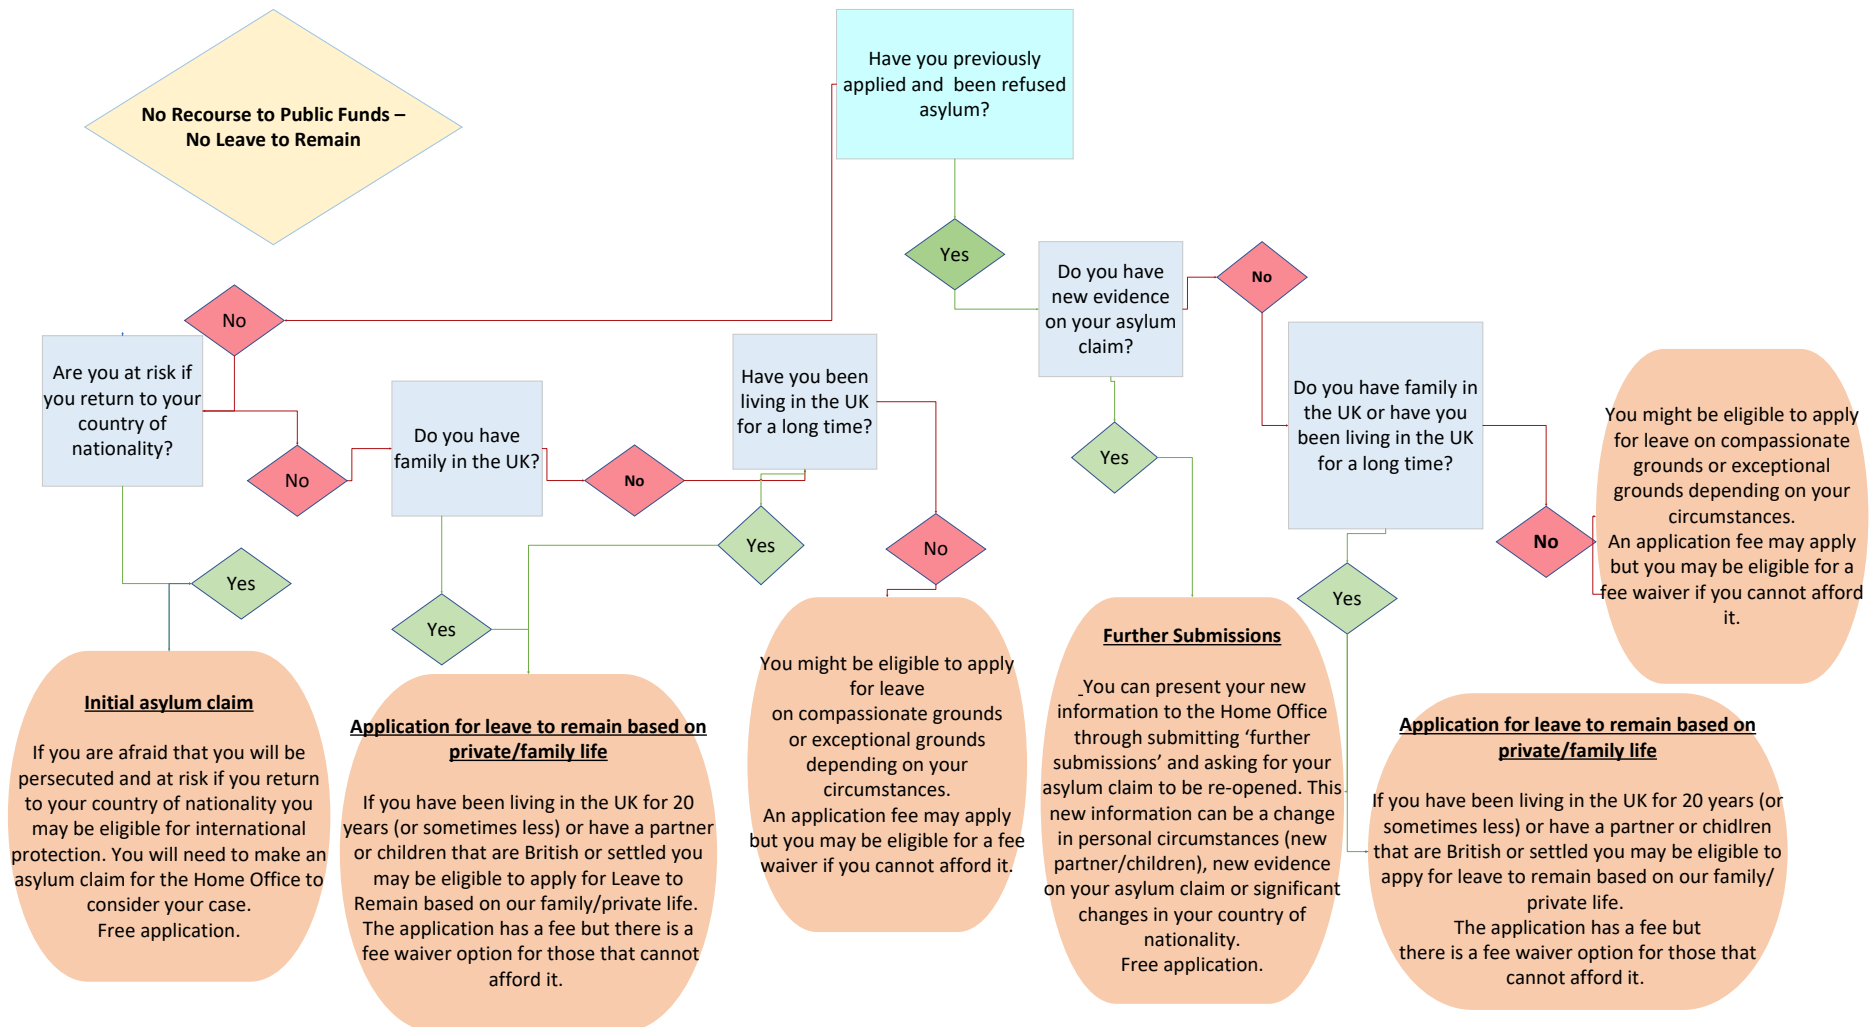 No Recourse to Public Funds –
No Leave to Remain
Have you previously
applied and  been refused
asylum?
Yes
No
Do you have
new evidence
on your asylum
claim?
No
Are you at risk if
you return to your
country of
nationality?
No
Do you have
family in the UK?
No
Have you been
living in the UK
for a long time?
Yes
No
Yes
Yes
Yes
Do you have family in
the UK or have you
been living in the UK
for a long time?
No
Yes
You might be eligible to apply
for leave on compassionate
grounds or exceptional
grounds depending on your
circumstances.
An application fee may apply
but you may be eligible for a
fee waiver if you cannot afford
it.
Initial asylum claim
If you are afraid that you will be
persecuted and at risk if you return
to your country of nationality you
may be eligible for international
protection. You will need to make an
asylum claim for the Home Office to
consider your case.
Free application.
Application for leave to remain based on
private/family life
If you have been living in the UK for 20
years (or sometimes less) or have a partner
or children that are British or settled you
may be eligible to apply for Leave to
Remain based on our family/private life.
The application has a fee but there is a
fee waiver option for those that cannot
afford it.
You might be eligible to apply
for leave
on compassionate grounds
or exceptional grounds
depending on your
circumstances.
An application fee may apply
but you may be eligible for a fee
waiver if you cannot afford it.
Further Submissions
You can present your new
information to the Home Office
through submitting ‘further
submissions’ and asking for your
asylum claim to be re-opened. This
new information can be a change
in personal circumstances (new
partner/children), new evidence
on your asylum claim or significant
changes in your country of
nationality.
Free application.
Application for leave to remain based on
private/family life
If you have been living in the UK for 20 years (or
sometimes less) or have a partner or chidlren
that are British or settled you may be eligible to
appy for leave to remain based on our family/
private life.
The application has a fee but
there is a fee waiver option for those that
cannot afford it.